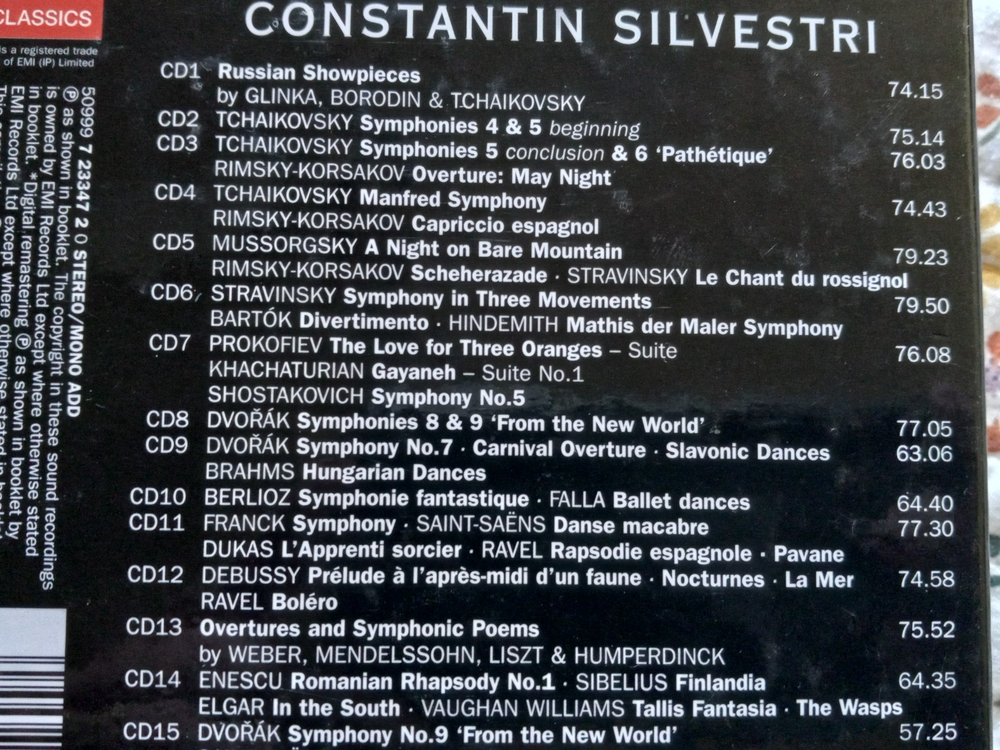 CLASSICS
is a registered trade
of EMI (IP) Limited
CONSTANTIN SILVESTRI
CD1 Russian Showpieces
by GLINKA, BORODIN & TCHAIKOVSKY 74.15
CD2 TCHAIKOVSKY Symphonies 4 & 5 beginning 75.14
CD3 TCHAIKOVSKY Symphonies 5 conclusion & 6 ‘Pathétique’ 76.03
RIMSKY-KORSAKOV Overture: May Night
CD4 TCHAIKOVSKY Manfred Symphony 74.43
RIMSKY-KORSAKOV Capriccio espagnol
CD5 MUSSORGSKY A Night on Bare Mountain 79.23
RIMSKY-KORSAKOV Scheherazade · STRAVINSKY Le Chant du rossignol
CD6 STRAVINSKY Symphony in Three Movements 79.50
BARTÓK Divertimento · HINDEMITH Mathis der Maler Symphony
CD7 PROKOFIEV The Love for Three Oranges – Suite 76.08
KHACHATURIAN Gayaneh – Suite No.1
SHOSTAKOVICH Symphony No.5
CD8 DVOŘÁK Symphonies 8 & 9 ‘From the New World’ 77.05
CD9 DVOŘÁK Symphony No.7 · Carnival Overture · Slavonic Dances 63.06
BRAHMS Hungarian Dances
CD10 BERLIOZ Symphonie fantastique · FALLA Ballet dances 64.40
CD11 FRANCK Symphony · SAINT-SAËNS Danse macabre 77.30
DUKAS L’Apprenti sorcier · RAVEL Rapsodie espagnole · Pavane
CD12 DEBUSSY Prélude à l’après-midi d’un faune · Nocturnes · La Mer 74.58
RAVEL Boléro
CD13 Overtures and Symphonic Poems 75.52
by WEBER, MENDELSSOHN, LISZT & HUMPERDINCK
CD14 ENESCU Romanian Rhapsody No.1 · SIBELIUS Finlandia 64.35
ELGAR In the South · VAUGHAN WILLIAMS Tallis Fantasia · The Wasps
CD15 DVOŘÁK Symphony No.9 ‘From the New World’ 57.25
50999 7 23347 2 0 STEREO/MONO ADD
℗ as shown in booklet. The copyright in these sound recordings
is owned by EMI Records Ltd except where otherwise stated
in booklet. * Digital remastering ℗ as shown in booklet by
EMI Records Ltd except where otherwise stated in